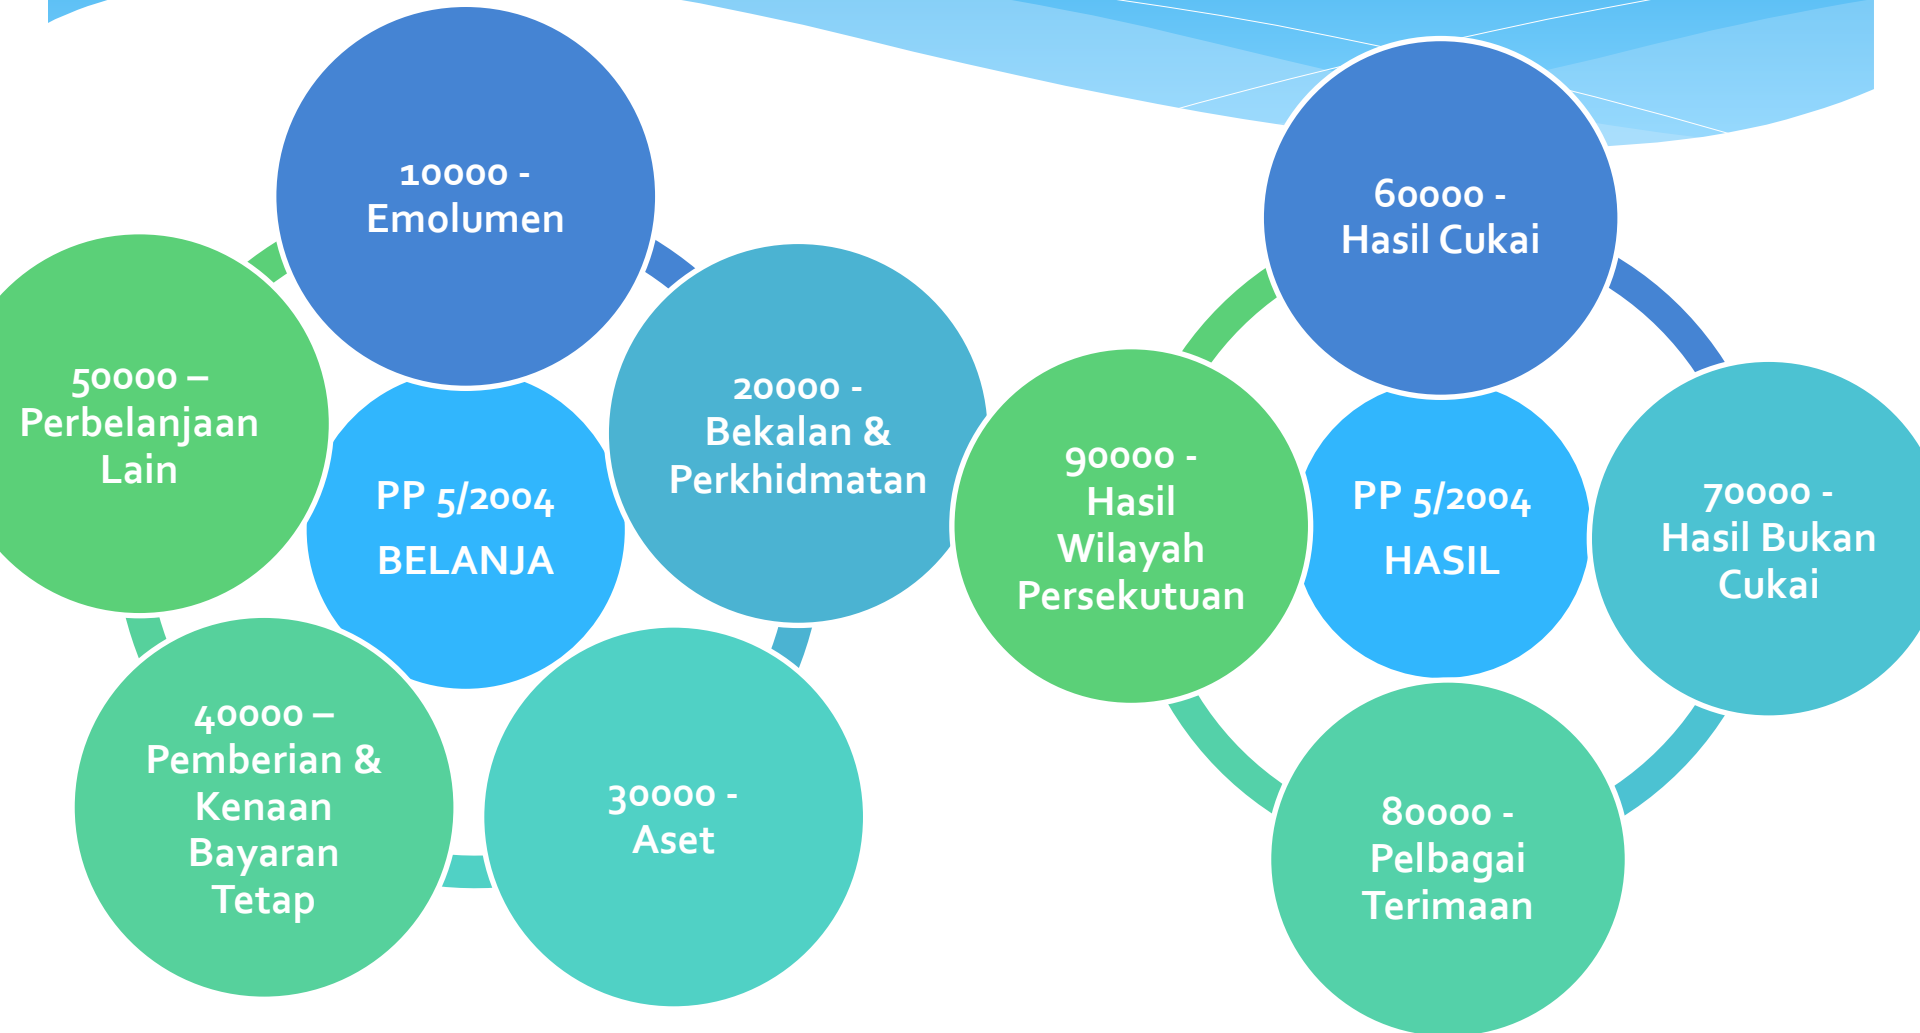 10000 -
Emolumen
20000 -
Bekalan &
Perkhidmatan
30000 -
Aset
40000 –
Pemberian &
Kenaan
Bayaran
Tetap
50000 –
Perbelanjaan
Lain
PP 5/2004
BELANJA
60000 -
Hasil Cukai
70000 -
Hasil Bukan
Cukai
80000 -
Pelbagai
Terimaan
90000 -
Hasil
Wilayah
Persekutuan
PP 5/2004
HASIL